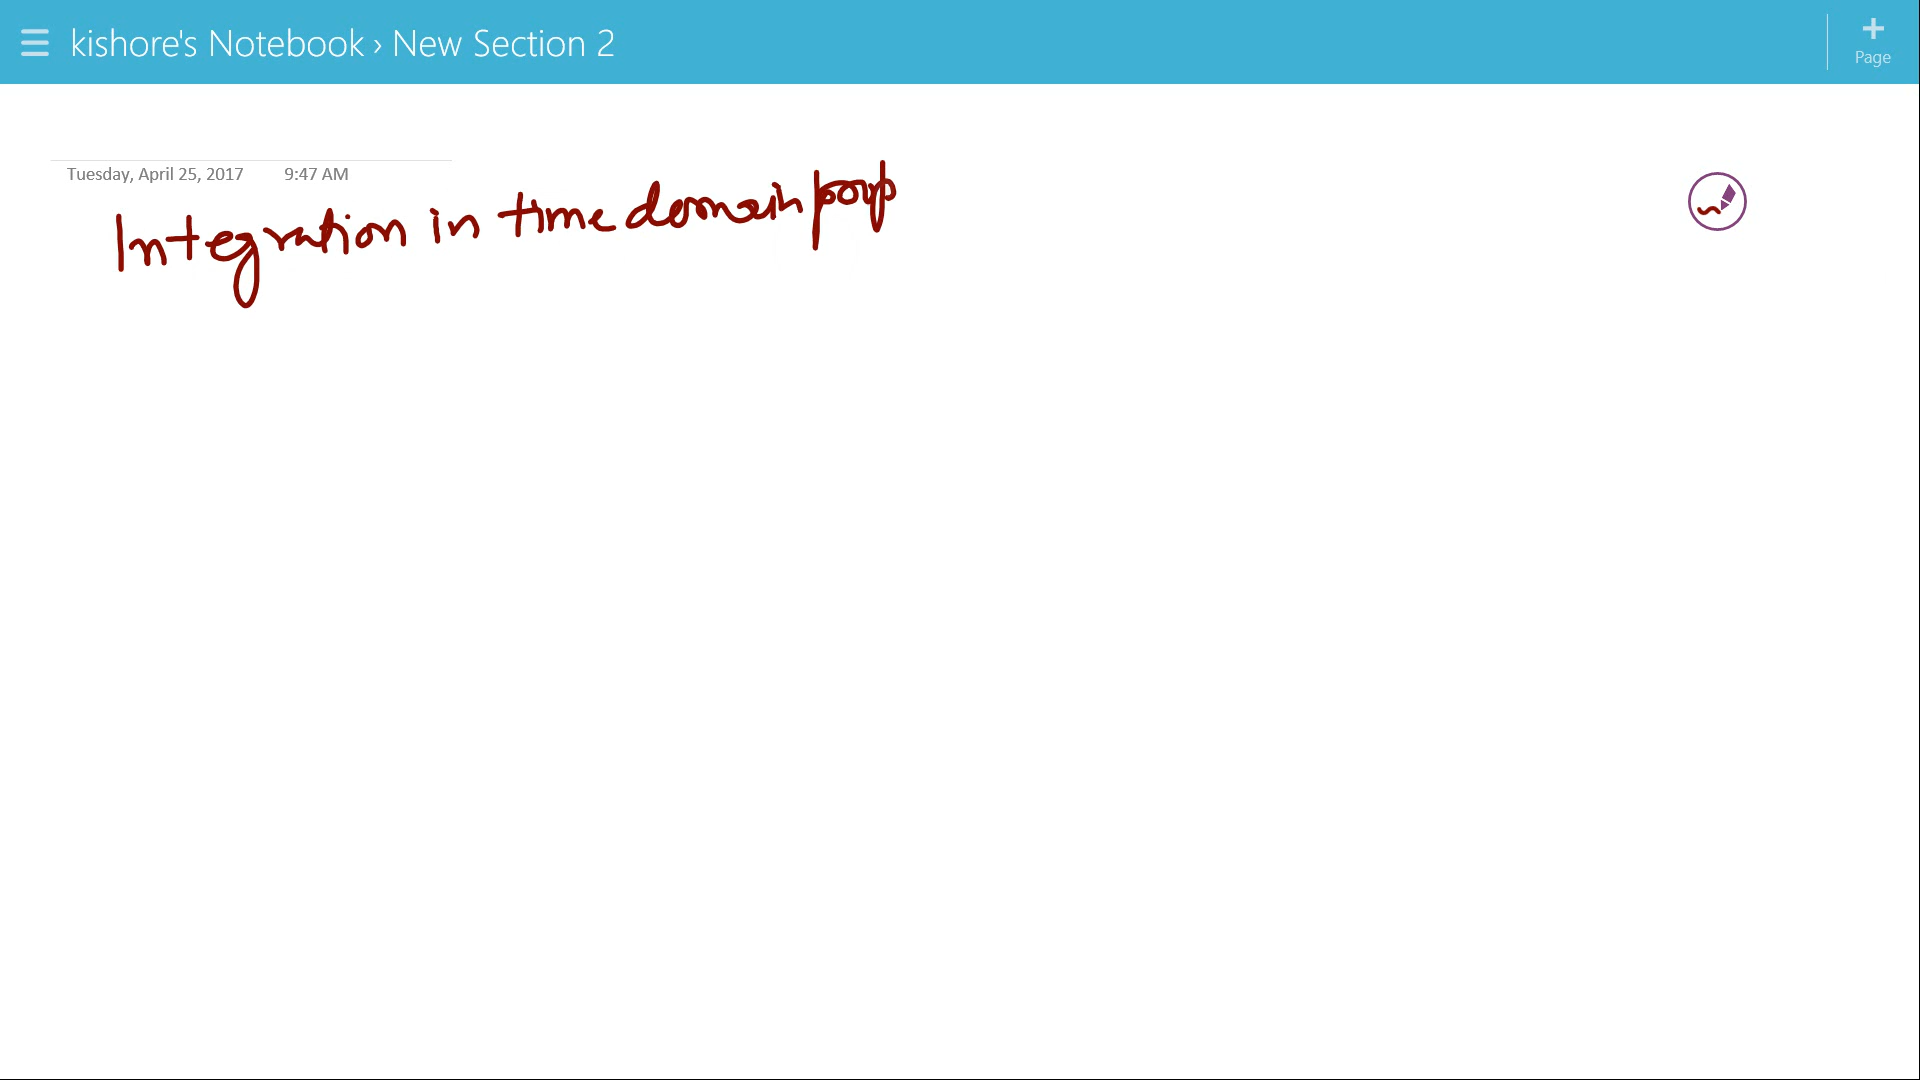 kishore's Notebook › New Section 2
Page
Tuesday, April 25, 2017 9:47 AM
Integration in time domain prop